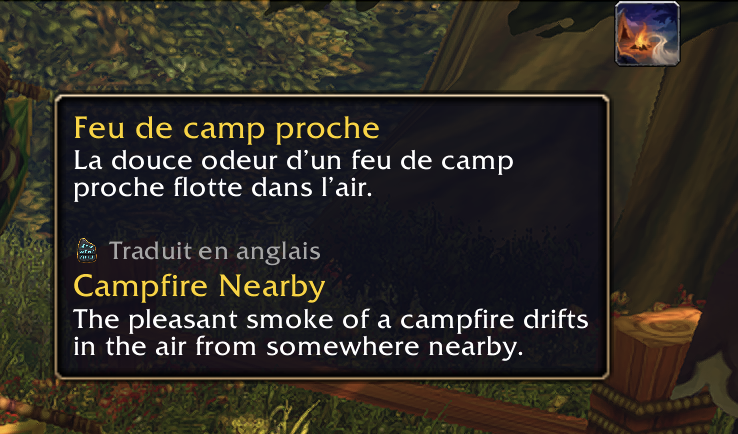 Feu de camp proche
La douce odeur d'un feu de camp
proche flotte dans l'air.
Traduit en anglais
Campfire Nearby
The pleasant smoke of a campfire drifts
in the air from somewhere nearby.